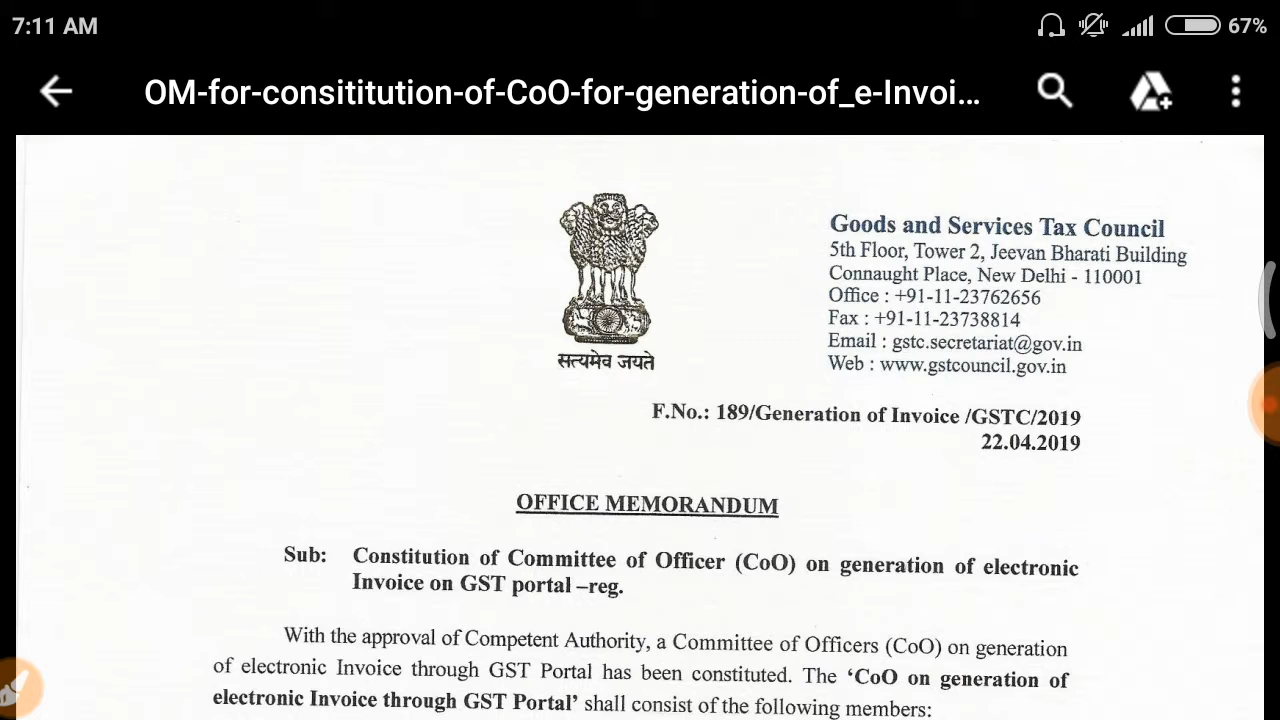 7:11 AM
67%
OM-for-consititution-of-CoO-for-generation-of_e-Invoi...
Goods and Services Tax Council
5th Floor, Tower 2, Jeevan Bharati Building
Connaught Place, New Delhi - 110001
Office : +91-11-23762656
Fax : +91-11-23738814
Email : gstc.secretariat@gov.in
Web : www.gstcouncil.gov.in
सत्यमेव जयते
F.No.: 189/Generation of Invoice /GSTC/2019
22.04.2019
OFFICE MEMORANDUM
Sub: Constitution of Committee of Officer (CoO) on generation of electronic
Invoice on GST portal –reg.
With the approval of Competent Authority, a Committee of Officers (CoO) on generation
of electronic Invoice through GST Portal has been constituted. The ‘CoO on generation of
electronic Invoice through GST Portal’ shall consist of the following members: